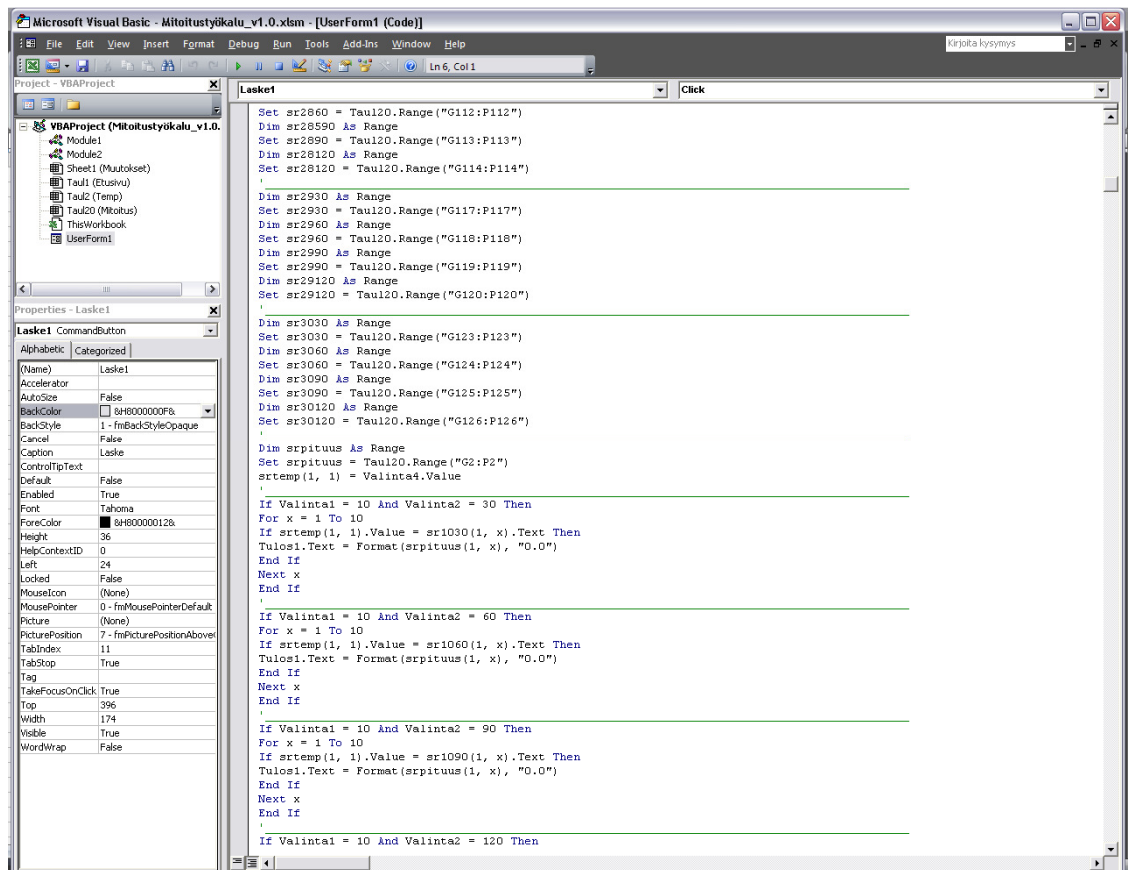 Microsoft Visual Basic - Mitoitustyökalu_v1.0.xlsm - [UserForm1 (Code)]
File Edit View Insert Format Debug Run Tools Add-Ins Window Help
Kirjoita kysymys
Ln 6, Col 1
Project - VBAProject
VBAProject (Mitoitustyökalu_v1.0.
Module1
Module2
Sheet1 (Muutokset)
Taul1 (Etusivu)
Taul2 (Temp)
Taul20 (Mitoitus)
ThisWorkbook
UserForm1
Properties - Laske1
Laske1 CommandButton
Alphabetic Categorized
(Name) Laske1
Accelerator
AutoSize False
BackColor &H8000000F&
BackStyle 1 - fmBackStyleOpaque
Cancel False
Caption Laske
ControlTipText
Default False
Enabled True
Font Tahoma
ForeColor &H80000012&
Height 36
HelpContextID 0
Left 24
Locked False
MouseIcon (None)
MousePointer 0 - fmMousePointerDefault
Picture (None)
PicturePosition 7 - fmPicturePositionAbove(
TabIndex 11
TabStop True
Tag
TakeFocusOnClick True
Top 396
Width 174
Visible True
WordWrap False
Laske1 Click
Set sr2860 = Taul20.Range("G112:P112")
Dim sr28590 As Range
Set sr2890 = Taul20.Range("G113:P113")
Dim sr28120 As Range
Set sr28120 = Taul20.Range("G114:P114")
'
Dim sr2930 As Range
Set sr2930 = Taul20.Range("G117:P117")
Dim sr2960 As Range
Set sr2960 = Taul20.Range("G118:P118")
Dim sr2990 As Range
Set sr2990 = Taul20.Range("G119:P119")
Dim sr29120 As Range
Set sr29120 = Taul20.Range("G120:P120")
'
Dim sr3030 As Range
Set sr3030 = Taul20.Range("G123:P123")
Dim sr3060 As Range
Set sr3060 = Taul20.Range("G124:P124")
Dim sr3090 As Range
Set sr3090 = Taul20.Range("G125:P125")
Dim sr30120 As Range
Set sr30120 = Taul20.Range("G126:P126")
'
Dim srpituus As Range
Set srpituus = Taul20.Range("G2:P2")
srtemp(1, 1) = Valinta4.Value
'
If Valinta1 = 10 And Valinta2 = 30 Then
For x = 1 To 10
If srtemp(1, 1).Value = sr1030(1, x).Text Then
Tulos1.Text = Format(srpituus(1, x), "0.0")
End If
Next x
End If
'
If Valinta1 = 10 And Valinta2 = 60 Then
For x = 1 To 10
If srtemp(1, 1).Value = sr1060(1, x).Text Then
Tulos1.Text = Format(srpituus(1, x), "0.0")
End If
Next x
End If
'
If Valinta1 = 10 And Valinta2 = 90 Then
For x = 1 To 10
If srtemp(1, 1).Value = sr1090(1, x).Text Then
Tulos1.Text = Format(srpituus(1, x), "0.0")
End If
Next x
End If
'
If Valinta1 = 10 And Valinta2 = 120 Then